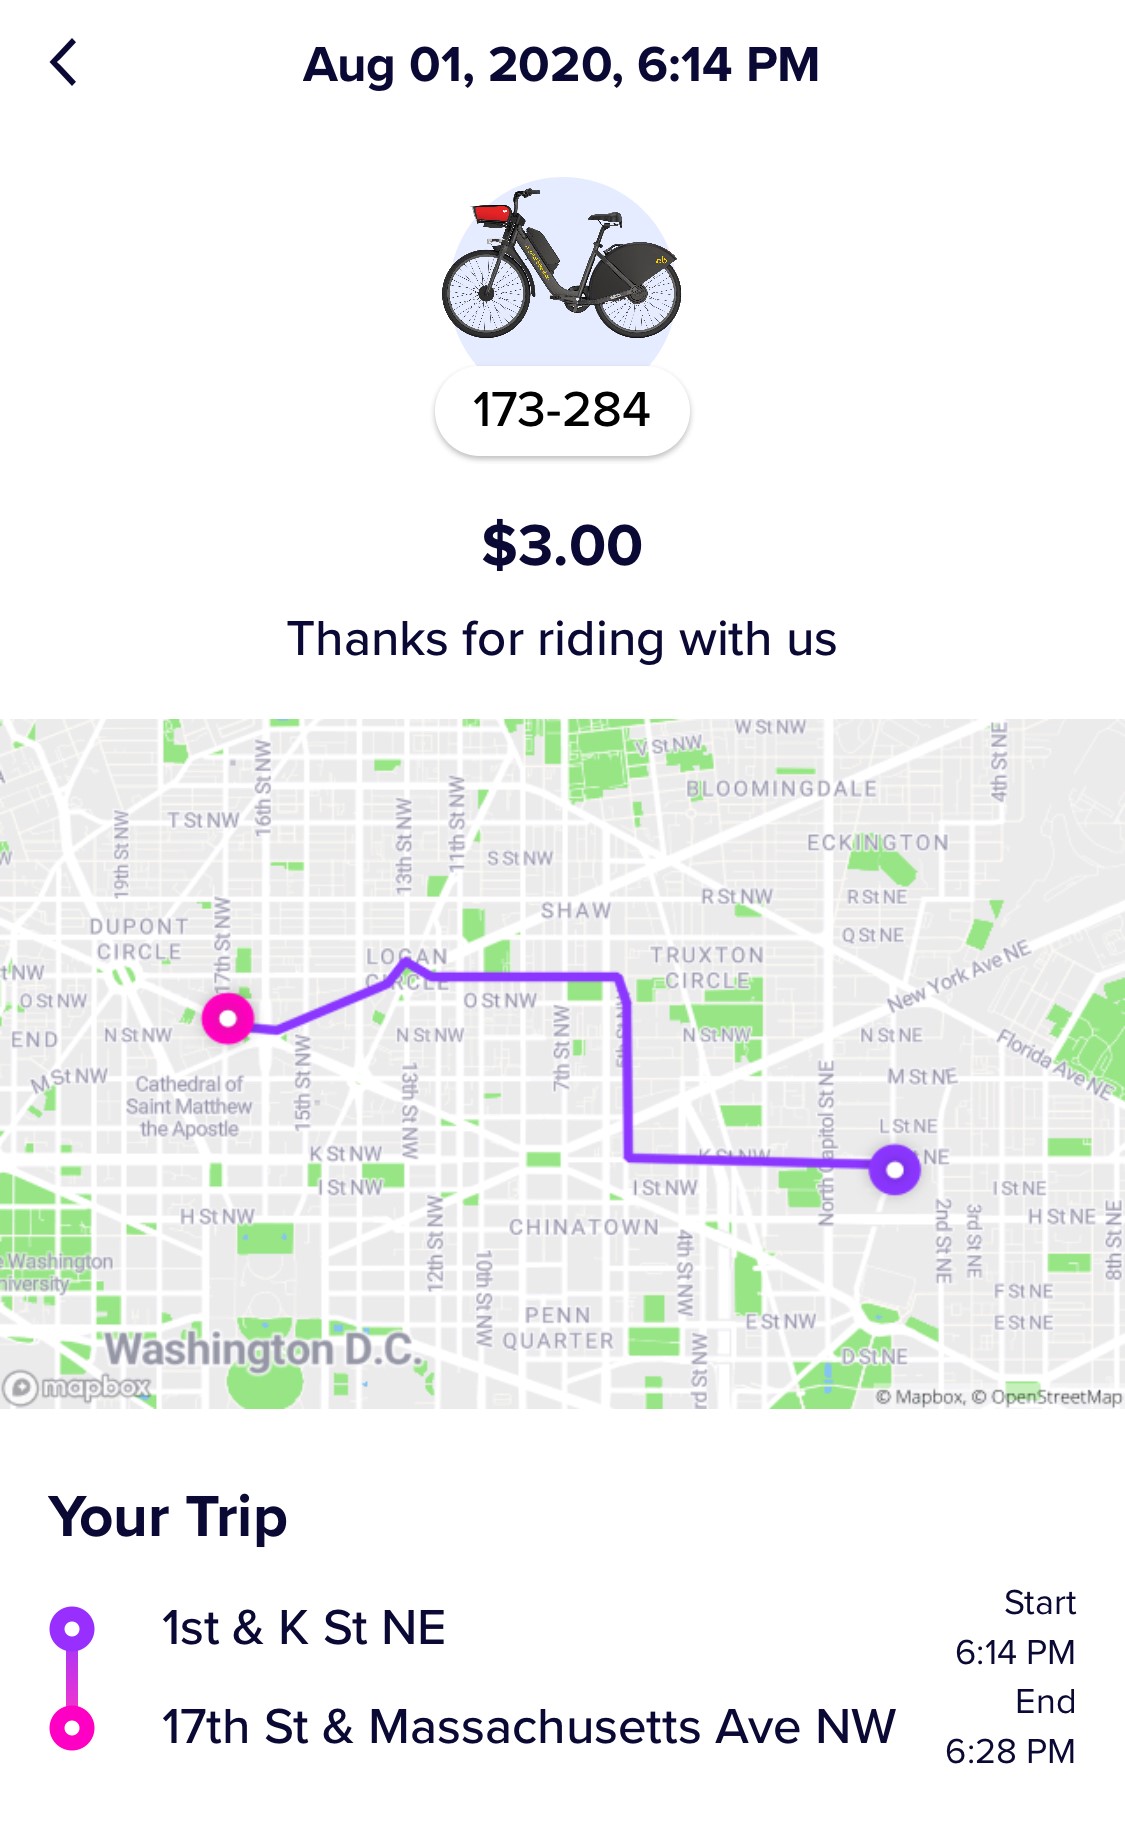 Aug 01, 2020, 6:14 PM
173-284
$3.00
Thanks for riding with us
W St NW
V St NW
16th St NW
4th St NE
BLOOMINGDALE
11th St NW
13th St NW
19th St NW
T St NW
ECKINGTON
S St NW
R St NW
R St NE
17th St NW
SHAW
DUPONT
CIRCLE
Q St NE
LOGAN
CIRCLE
TRUXTON
CIRCLE
New York Ave NE
t NW
O St NW
O St NW
END
N St NW
N St NW
7th St NW
N St NW
N St NE
Florida Ave NE
M St NW
Cathedral of
Saint Matthew
the Apostle
15th St NW
13th St NW
M St NE
L St NE
K St NW
K St NW
North Capitol St NE
NE
I St NW
I St NW
I St NE
H St NW
CHINATOWN
2nd St NE
3rd St NE
H St NE
8th St NE
12th St NW
10th St NW
4th St NW
Washington
niversity
F St NE
PENN
QUARTER
E St NW
E St NE
Washington D.C.
3rd St NW
D St NE
mapbox
© Mapbox, © OpenStreetMap
Your Trip
1st & K St NE
Start
6:14 PM
17th St & Massachusetts Ave NW
End
6:28 PM